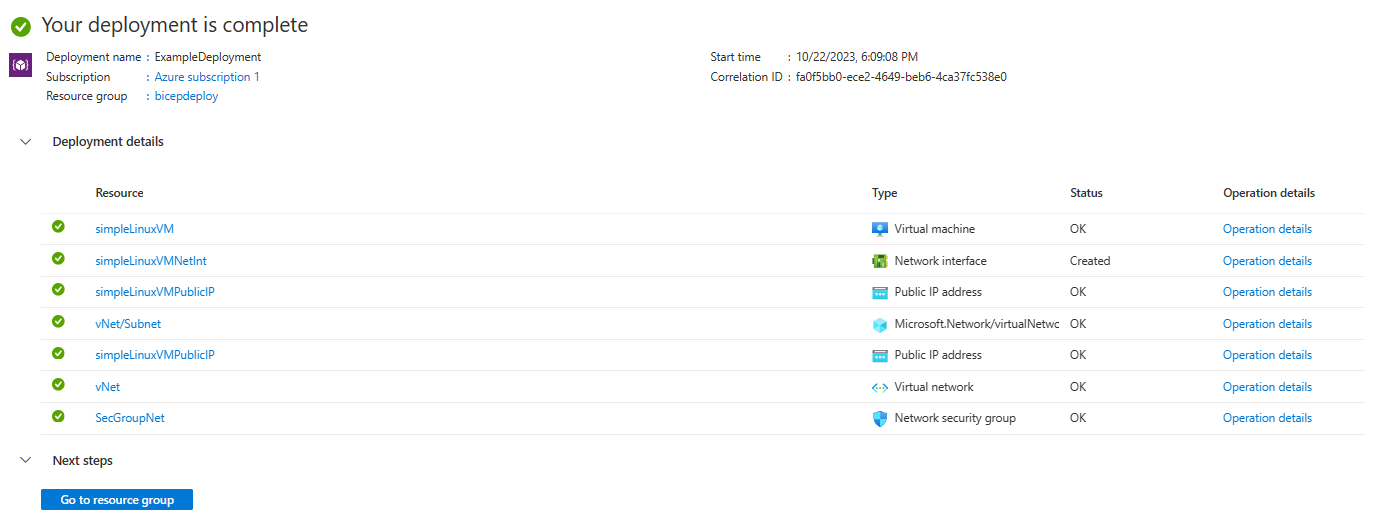 Your deployment is complete
Deployment name : ExampleDeployment Start time : 10/22/2023, 6:09:08 PM
Subscription : Azure subscription 1 Correlation ID : fa0f5bb0-ece2-4649-beb6-4ca37fc538e0
Resource group : bicepdeploy
Deployment details
Resource Type Status Operation details
simpleLinuxVM Virtual machine OK Operation details
simpleLinuxVMNetInt Network interface Created Operation details
simpleLinuxVMPublicIP Public IP address OK Operation details
vNet/Subnet Microsoft.Network/virtualNetwc OK Operation details
simpleLinuxVMPublicIP Public IP address OK Operation details
vNet Virtual network OK Operation details
SecGroupNet Network security group OK Operation details
Next steps
Go to resource group